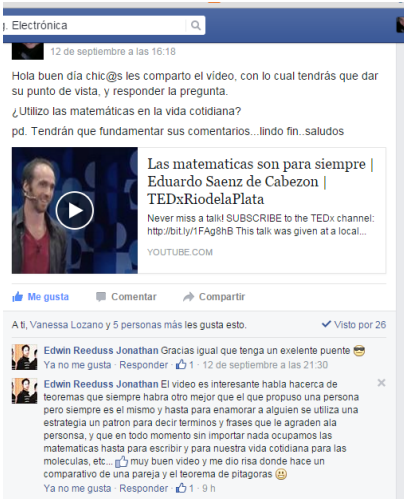 g. Electrónica
12 de septiembre a las 16:18
Hola buen día chic@s les comparto el vídeo, con lo cual tendrás que dar
su punto de vista, y responder la pregunta.
¿Utilizo las matemáticas en la vida cotidiana?
pd. Tendrán que fundamentar sus comentarios...lindo fin..saludos
Las matematicas son para siempre |
Eduardo Saenz de Cabezon |
TEDxRiodelaPlata
Never miss a talk! SUBSCRIBE to the TEDx channel:
http://bit.ly/1FAg8hB This talk was given at a local...
YOUTUBE.COM
Me gusta Comentar Compartir
A ti, Vanessa Lozano y 5 personas más les gusta esto. Visto por 26
Edwin Reeduss Jonathan Gracias igual que tenga un exelente puente
Ya no me gusta · Responder · 1 · 12 de septiembre a las 21:30
Edwin Reeduss Jonathan El video es interesante habla hacerca de
teoremas que siempre habra otro mejor que el que propuso una persona
pero siempre es el mismo y hasta para enamorar a alguien se utiliza una
estrategia un patron para decir terminos y frases que le agraden ala
personsa, y que en todo momento sin importar nada ocupamos las
matematicas hasta para escribir y para nuestra vida cotidiana para las
moleculas, etc... muy buen video y me dio risa donde hace un
comparativo de una pareja y el teorema de pitagoras
Ya no me gusta · Responder · 1 · 9 h